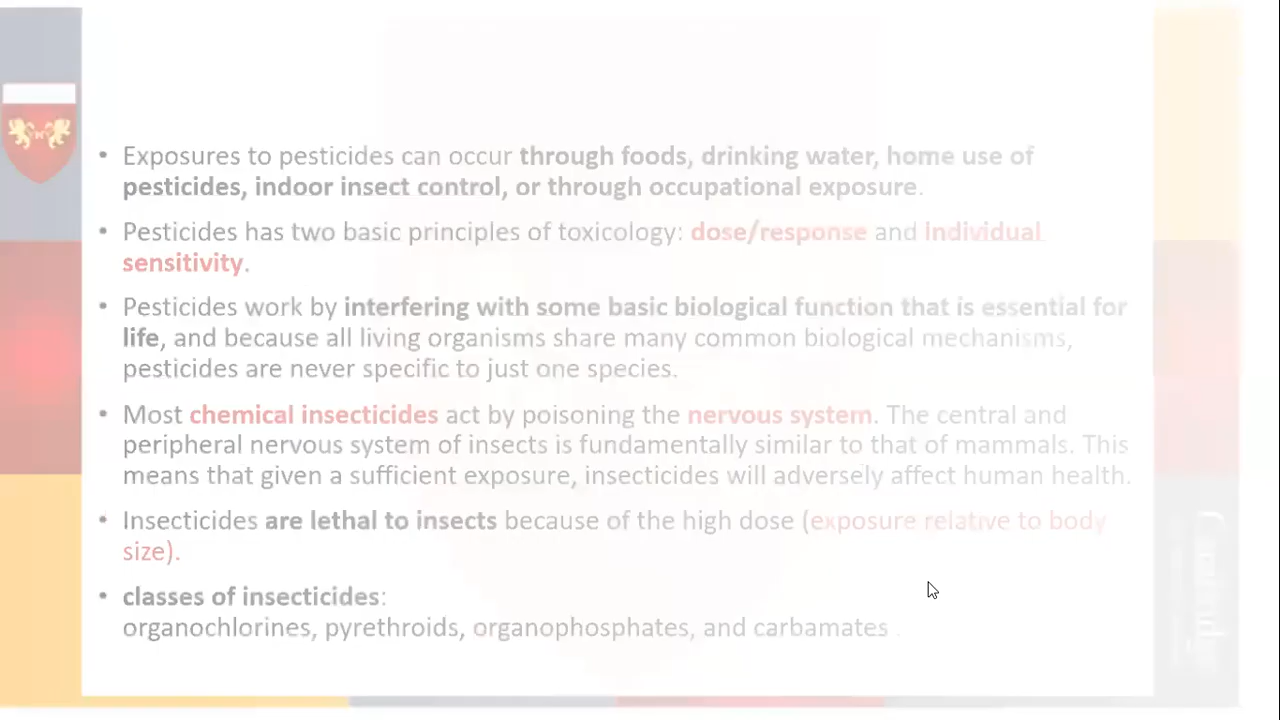 • Exposures to pesticides can occur through foods, drinking water, home use of
pesticides, indoor insect control, or through occupational exposure.
• Pesticides has two basic principles of toxicology: dose/response and individual
sensitivity.
• Pesticides work by interfering with some basic biological function that is essential for
life, and because all living organisms share many common biological mechanisms,
pesticides are never specific to just one species.
• Most chemical insecticides act by poisoning the nervous system. The central and
peripheral nervous system of insects is fundamentally similar to that of mammals. This
means that given a sufficient exposure, insecticides will adversely affect human health.
• Insecticides are lethal to insects because of the high dose (exposure relative to body
size).
• classes of insecticides:
organochlorines, pyrethroids, organophosphates, and carbamates .